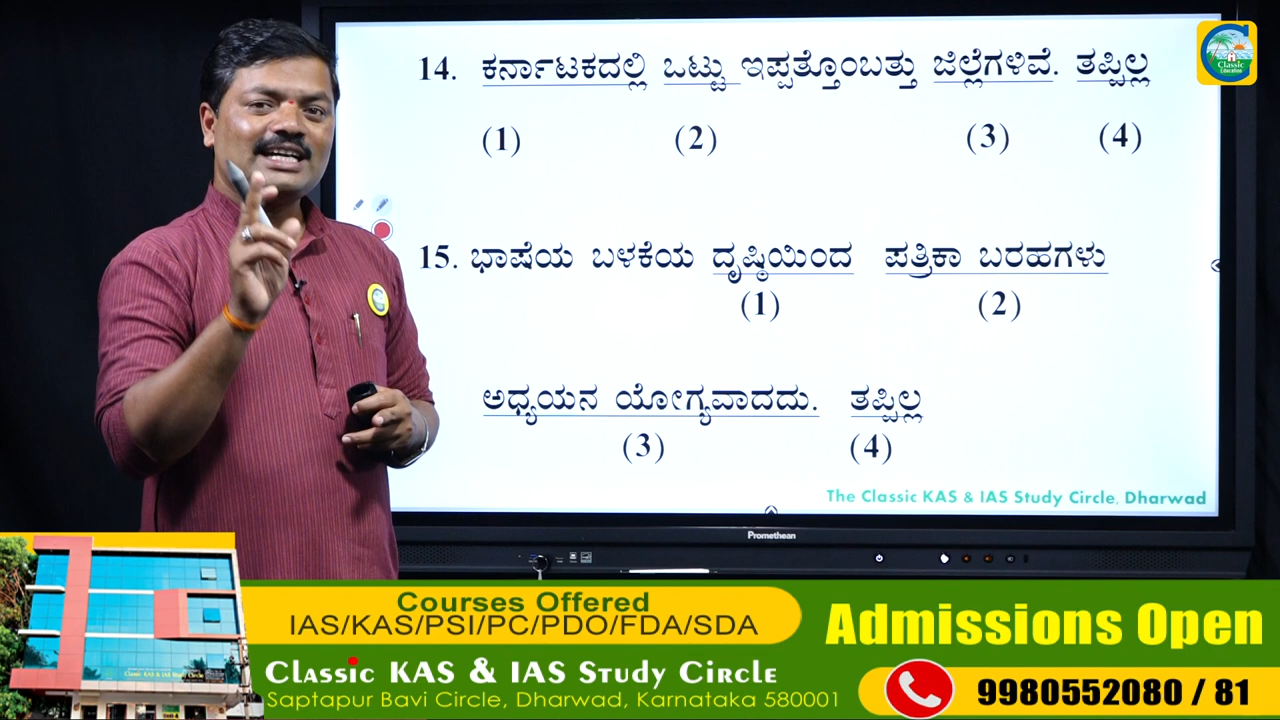 14. ಕರ್ನಾಟಕದಲ್ಲಿ ಒಟ್ಟು ಇಪ್ಪತ್ತೊಂಬತ್ತು ಜಿಲ್ಲೆಗಳಿವೆ. ತಪ್ಪಿಲ್ಲ
(1) (2) (3) (4)
15. ಭಾಷೆಯ ಬಳಕೆಯ ದೃಷ್ಠಿಯಿಂದ ಪತ್ರಿಕಾ ಬರಹಗಳು
(1) (2)
ಅಧ್ಯಯನ ಯೋಗ್ಯವಾದದು. ತಪ್ಪಿಲ್ಲ
(3) (4)
The Classic KAS & IAS Study Circle, Dharwad
Classic
Education
Promethean
Courses Offered
IAS/KAS/PSI/PC/PDO/FDA/SDA
Classic KAS & IAS Study Circle
Saptapur Bavi Circle, Dharwad, Karnataka 580001
Admissions Open
9980552080 / 81